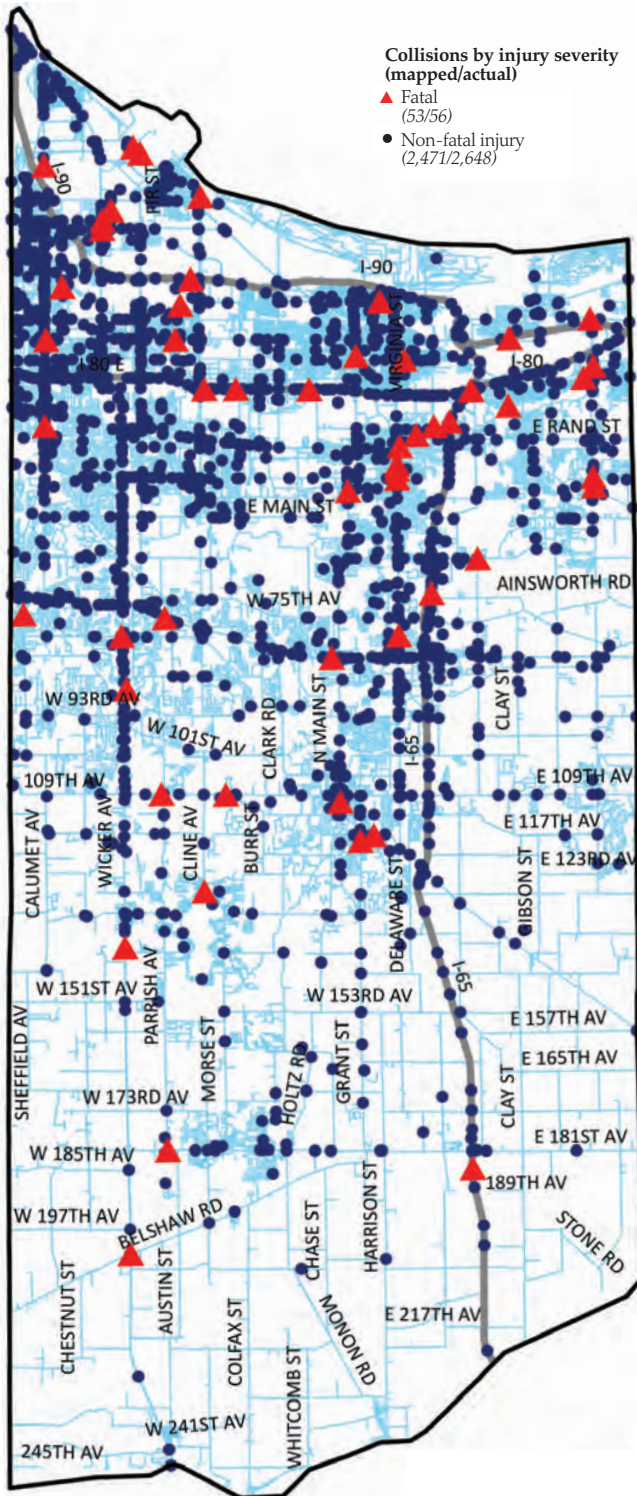 Collisions by injury severity
(mapped/actual)
Fatal
(53/56)
Non-fatal injury
(2,471/2,648)
I-90
I-90
VIRGINIA ST
I-80 E
I-80
E RAND ST
E MAIN ST
AINSWORTH RD
W 75TH AV
W 93RD AV
N MAIN ST
CLARK RD
CLAY ST
W 101ST AV
I-65
109TH AV
E 109TH AV
CALUMET AV
WICKER AV
CLINE AV
BURR ST
E 117TH AV
E 123RD AV
GIBSON ST
DELAWARE ST
PARRISH AV
I-65
W 151ST AV
W 153RD AV
SHEFFIELD AV
MORSE ST
HOLTZ RD
GRANT ST
E 157TH AV
E 165TH AV
CLAY ST
W 173RD AV
E 181ST AV
W 185TH AV
189TH AV
W 197TH AV
BELSHAW RD
CHASE ST
HARRISON ST
STONE RD
CHESTNUT ST
AUSTIN ST
COLFAX ST
MONON RD
E 217TH AV
WHITCOMB ST
W 241ST AV
245TH AV